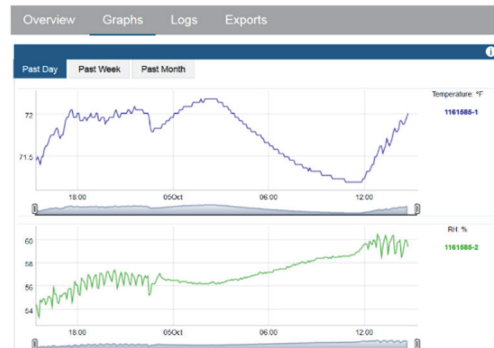 Overview Graphs Logs Exports
Past Day Past Week Past Month
Temperature: °F
1161585-1
72
71.5
18:00 05Oct 06:00 12:00
RH: %
1161585-2
60
58
56
54
18:00 05Oct 06:00 12:00